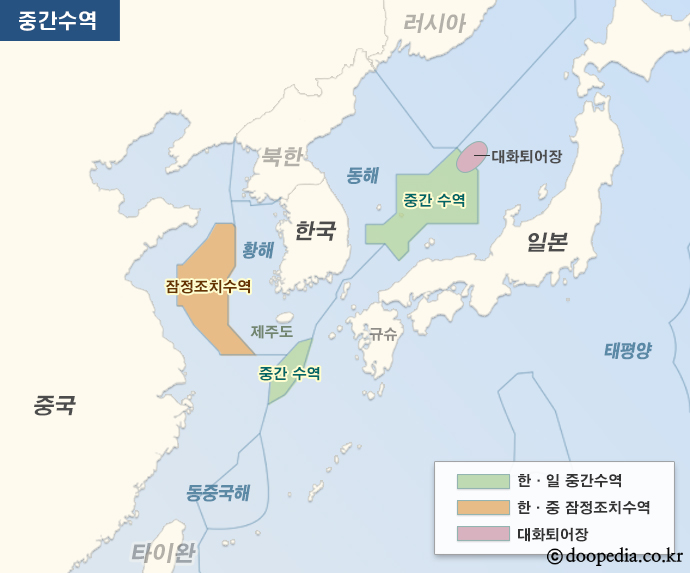 중간수역
러시아
북한
동해
대화퇴어장
중간 수역
한국
일본
황해
잠정조치수역
제주도
규슈
중간 수역
태평양
중국
동중국해
타이완
한 · 일 중간수역
한 · 중 잠정조치수역
대화퇴어장
ⓒ doopedia.co.kr